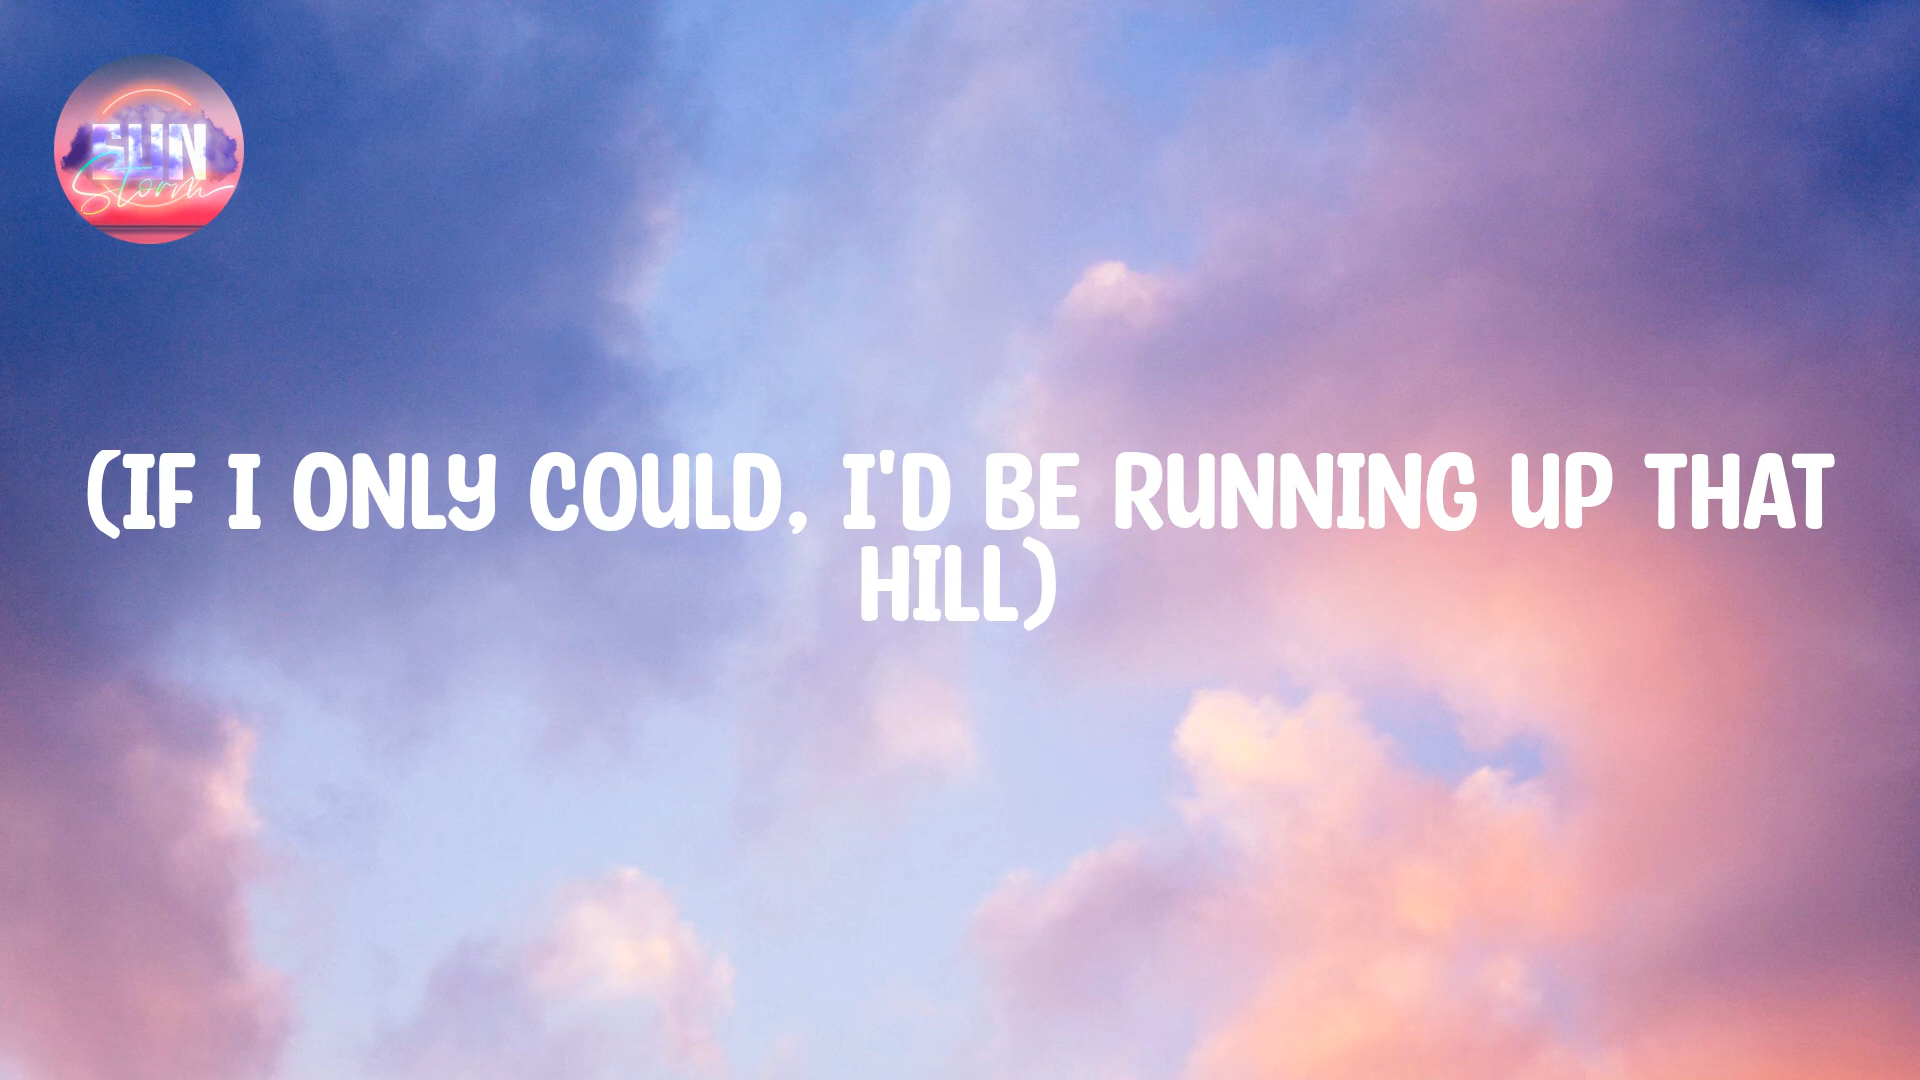 SUN
Storm
(IF I ONLY COULD, I'D BE RUNNING UP THAT
HILL)